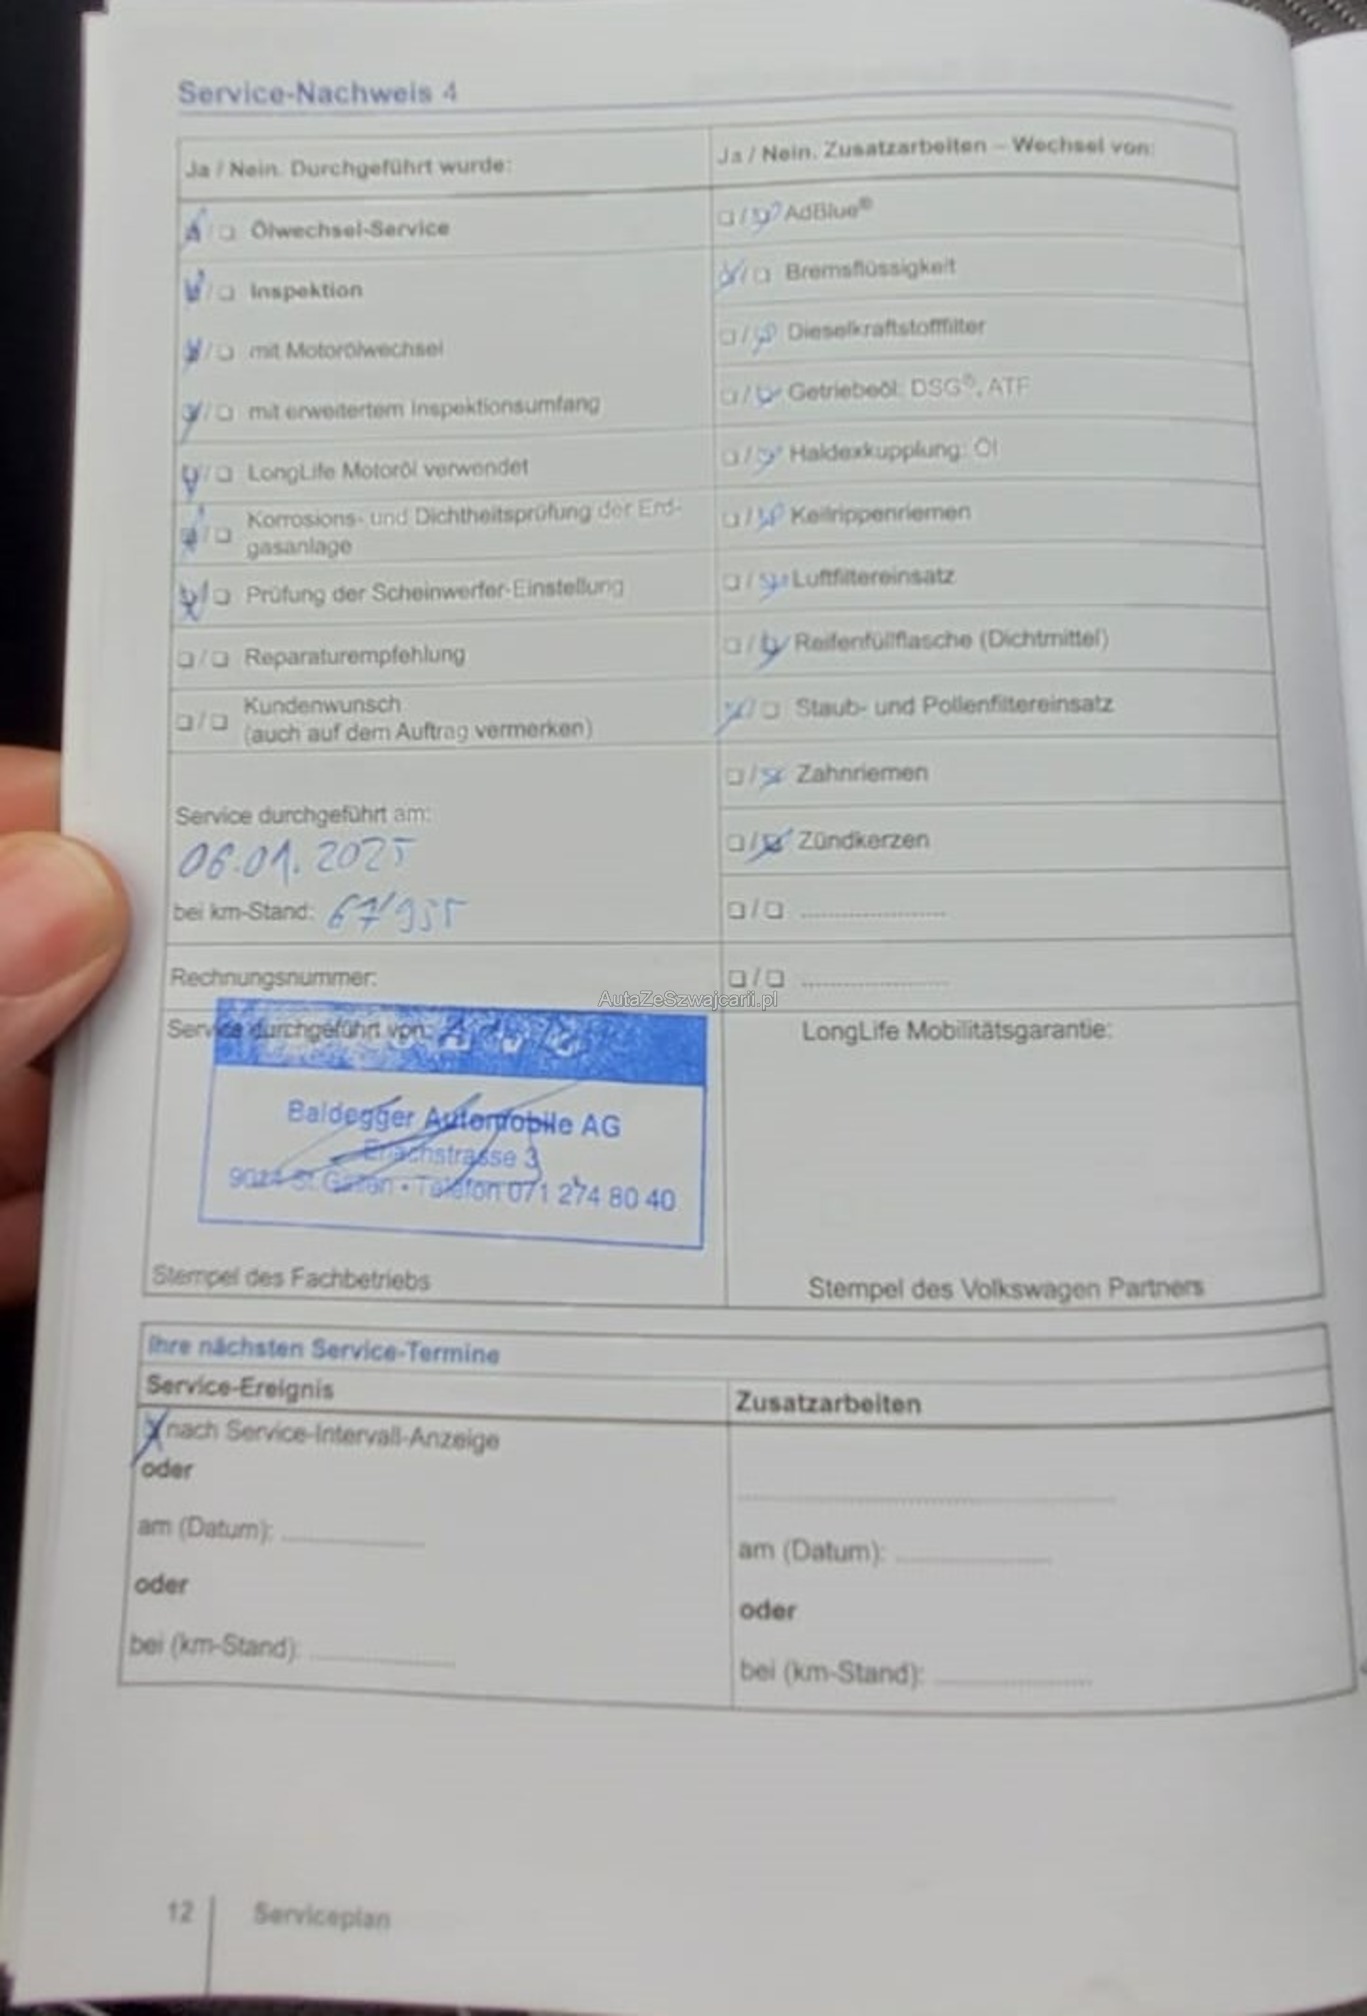 Service-Nachweis 4
Ja / Nein. Durchgeführt wurde:
❏ / ❏ Ölwechsel-Service
❏ / ❏ Inspektion
❏ / ❏ mit Motorölwechsel
❏ / ❏ mit erweitertem Inspektionsumfang
❏ / ❏ LongLife Motoröl verwendet
❏ / ❏ Korrosions- und Dichtheitsprüfung der Erd-
gasanlage
❏ / ❏ Prüfung der Scheinwerfer-Einstellung
❏ / ❏ Reparaturempfehlung
❏ / ❏ Kundenwunsch
(auch auf dem Auftrag vermerken)
Service durchgeführt am:
06.01.2025
bei km-Stand: 67'955
Rechnungsnummer:
Service durchgeführt von:
Baldegger Automobile AG
Erlachstrasse 3
9014 St. Gallen • Telefon 071 274 80 40
Stempel des Fachbetriebs
Ja / Nein. Zusatzarbeiten – Wechsel von:
❏ / ❏ AdBlue®
❏ / ❏ Bremsflüssigkeit
❏ / ❏ Dieselkraftstofffilter
❏ / ❏ Getriebeöl: DSG®, ATF
❏ / ❏ Haldexkupplung: Öl
❏ / ❏ Keilrippenriemen
❏ / ❏ Luftfiltereinsatz
❏ / ❏ Reifenfüllflasche (Dichtmittel)
❏ / ❏ Staub- und Pollenfiltereinsatz
❏ / ❏ Zahnriemen
❏ / ❏ Zündkerzen
❏ / ❏ ....................
❏ / ❏ ....................
AutaZeSzwajcarii.pl
LongLife Mobilitätsgarantie:
Stempel des Volkswagen Partners
Ihre nächsten Service-Termine
Service-Ereignis
X nach Service-Intervall-Anzeige
oder
am (Datum): ....................
oder
bei (km-Stand): ....................
Zusatzarbeiten
....................
am (Datum): ....................
oder
bei (km-Stand): ....................
12 Serviceplan